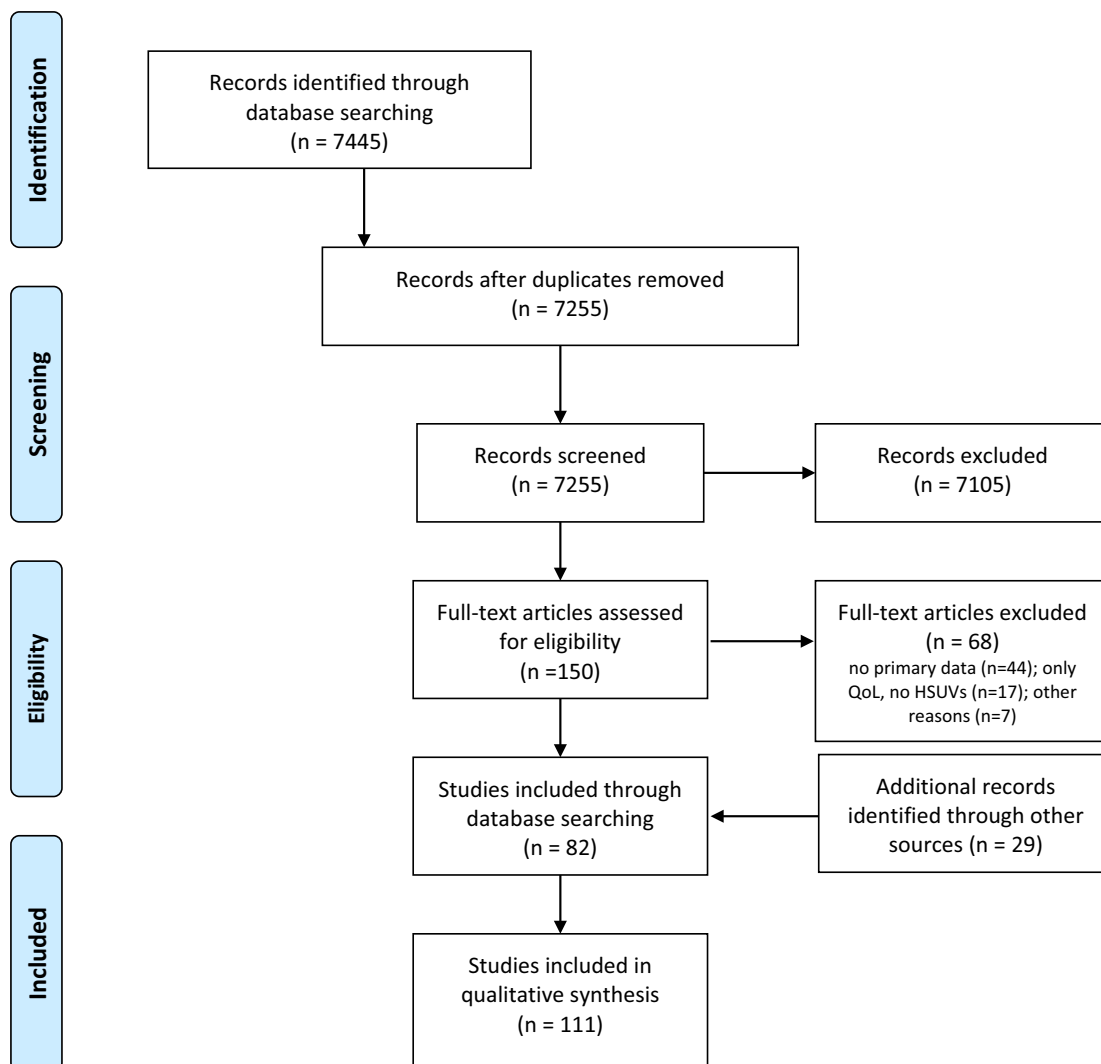 Identification
Records identified through
database searching
(n = 7445)
Records after duplicates removed
(n = 7255)
Screening
Records screened
(n = 7255)
Records excluded
(n = 7105)
Eligibility
Full-text articles assessed
for eligibility
(n =150)
Full-text articles excluded
(n = 68)
no primary data (n=44); only
QoL, no HSUVs (n=17); other
reasons (n=7)
Studies included through
database searching
(n = 82)
Additional records
identified through other
sources (n = 29)
Included
Studies included in
qualitative synthesis
(n = 111)